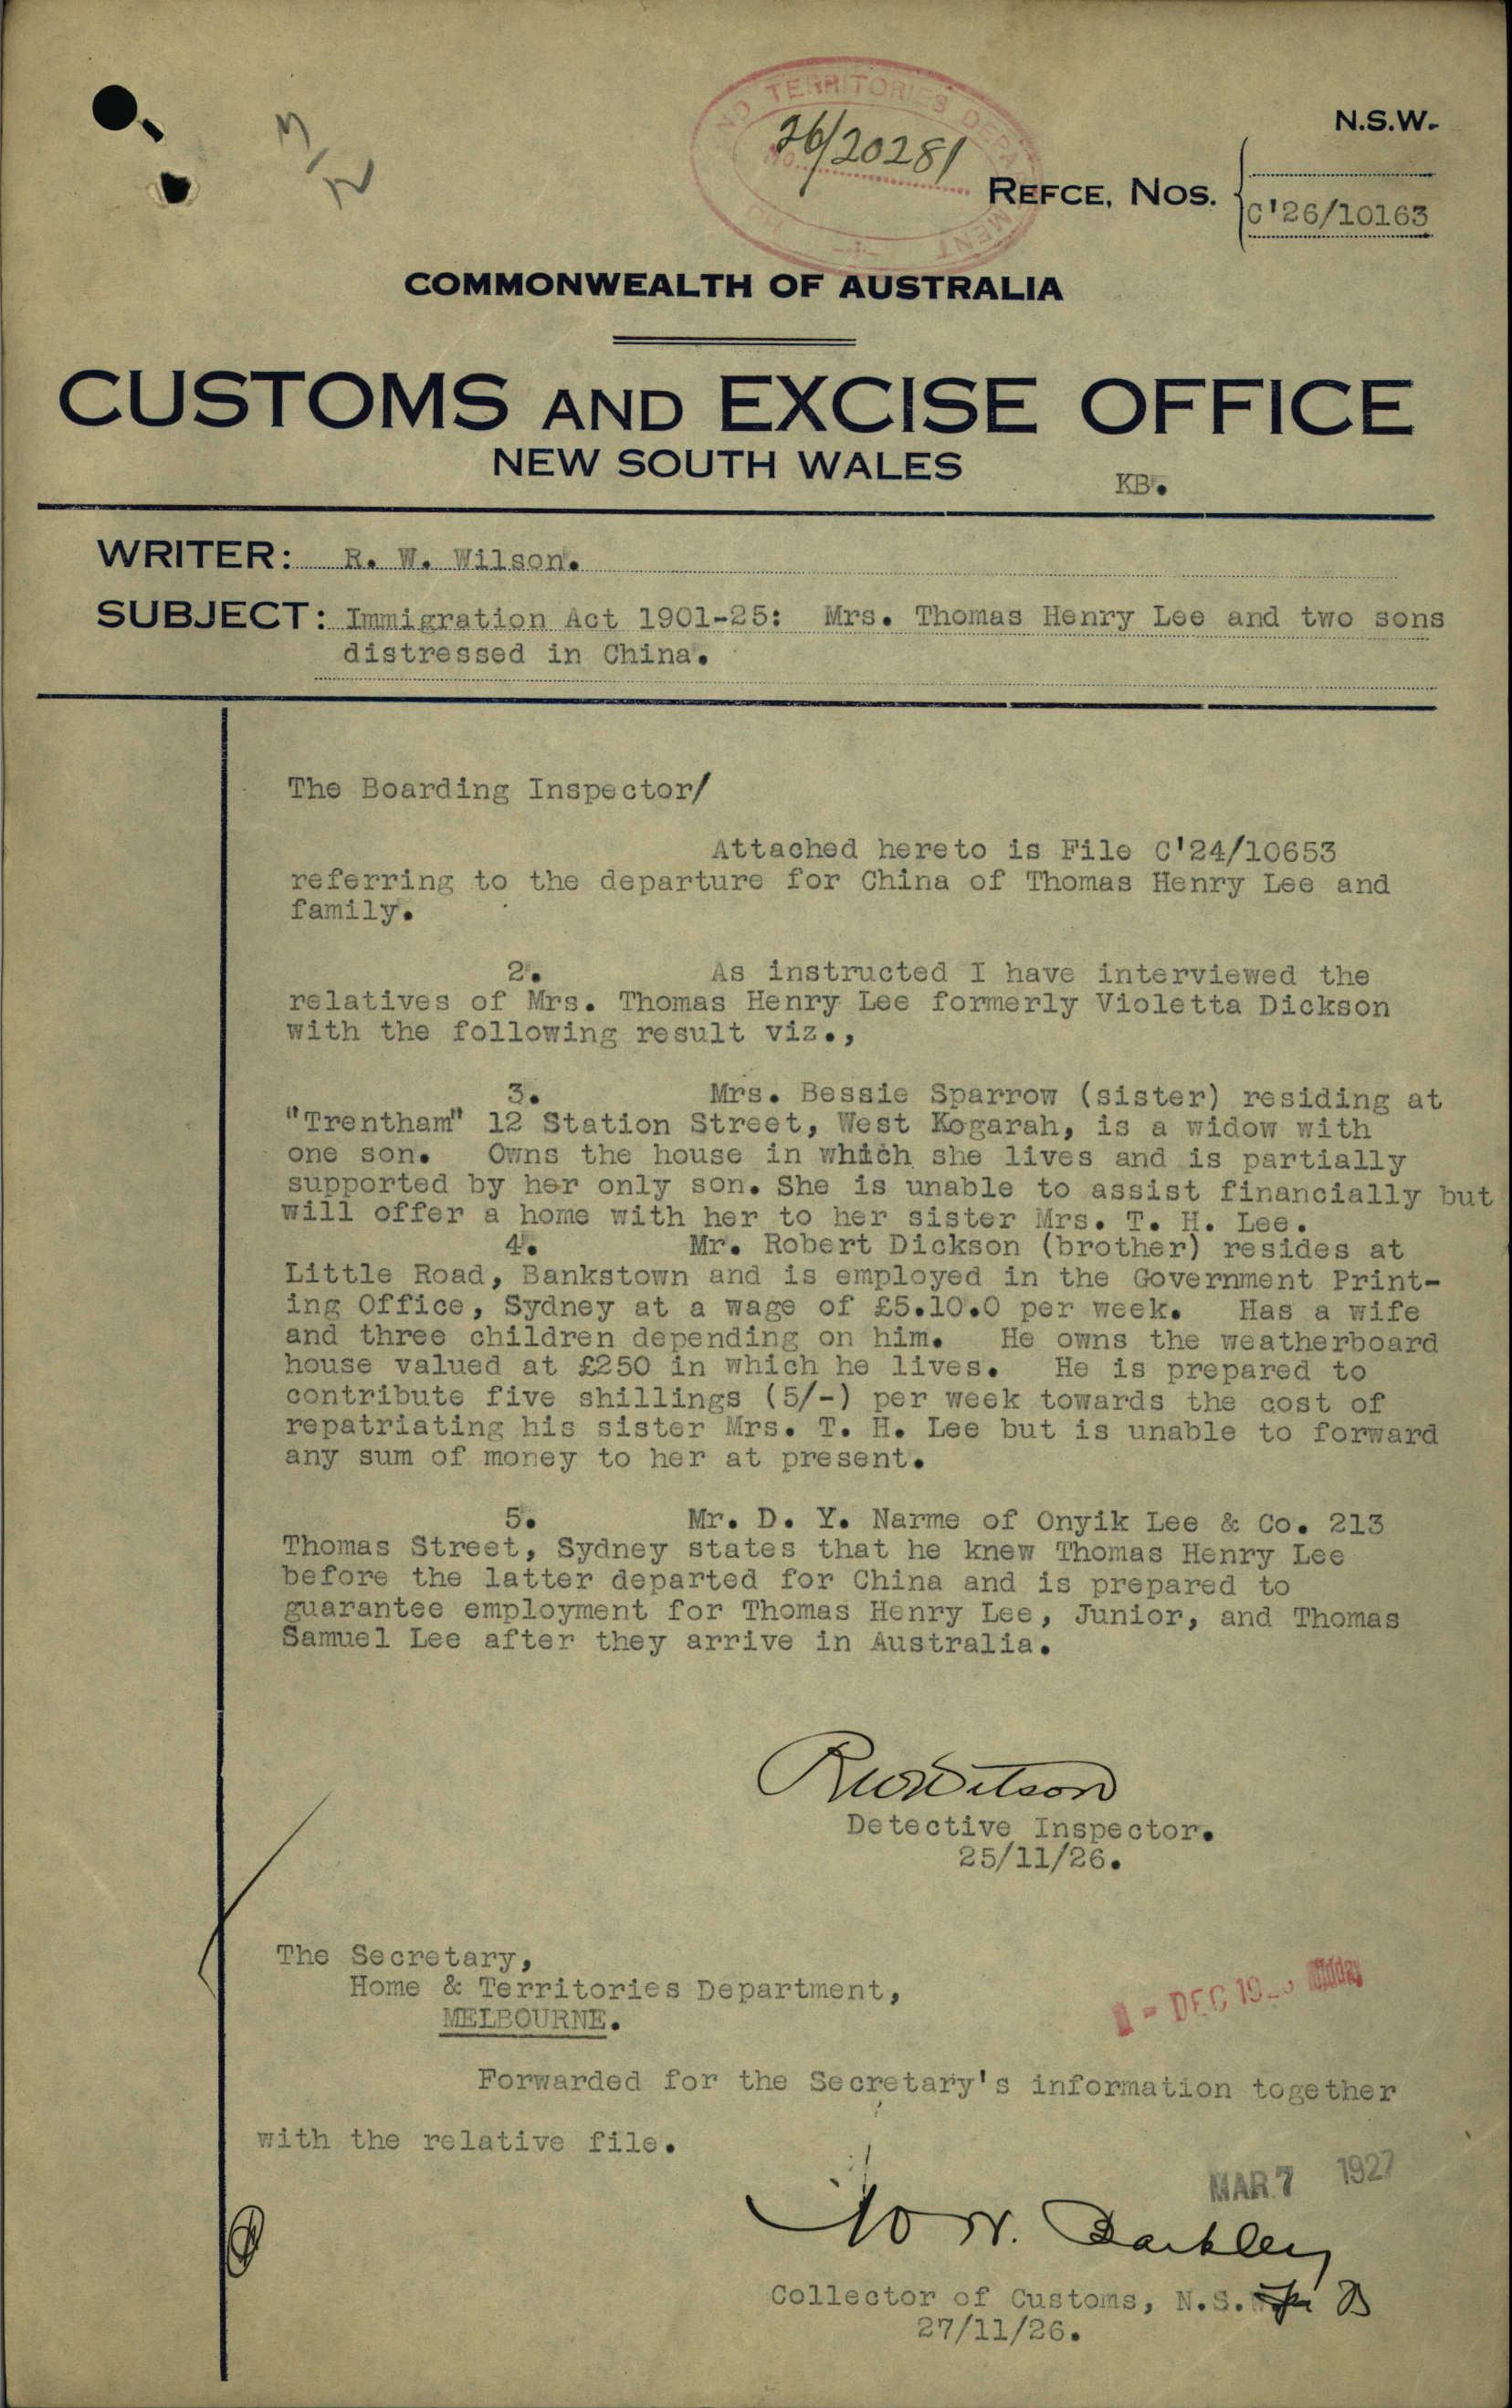 N.S.W.
HOME AND TERRITORIES DEPARTMENT
26/20281
REFCE. NOS.
C'26/10163
COMMONWEALTH OF AUSTRALIA
CUSTOMS AND EXCISE OFFICE
NEW SOUTH WALES
KB.
WRITER: R. W. Wilson.
SUBJECT: Immigration Act 1901-25: Mrs. Thomas Henry Lee and two sons
distressed in China.
The Boarding Inspector/
Attached hereto is File C'24/10653
referring to the departure for China of Thomas Henry Lee and
family.
2. As instructed I have interviewed the
relatives of Mrs. Thomas Henry Lee formerly Violetta Dickson
with the following result viz.,
3. Mrs. Bessie Sparrow (sister) residing at
"Trentham" 12 Station Street, West Kogarah, is a widow with
one son. Owns the house in which she lives and is partially
supported by her only son. She is unable to assist financially but
will offer a home with her to her sister Mrs. T. H. Lee.
4. Mr. Robert Dickson (brother) resides at
Little Road, Bankstown and is employed in the Government Print-
ing Office, Sydney at a wage of £5.10.0 per week. Has a wife
and three children depending on him. He owns the weatherboard
house valued at £250 in which he lives. He is prepared to
contribute five shillings (5/-) per week towards the cost of
repatriating his sister Mrs. T. H. Lee but is unable to forward
any sum of money to her at present.
5. Mr. D. Y. Narme of Onyik Lee & Co. 213
Thomas Street, Sydney states that he knew Thomas Henry Lee
before the latter departed for China and is prepared to
guarantee employment for Thomas Henry Lee, Junior, and Thomas
Samuel Lee after they arrive in Australia.
RWWilson
Detective Inspector.
25/11/26.
The Secretary,
Home & Territories Department,
MELBOURNE.
1 - DEC 19 Midday
Forwarded for the Secretary's information together
with the relative file.
MAR 7 1927
W. H. Barkley
Collector of Customs, N.S.W.
27/11/26.